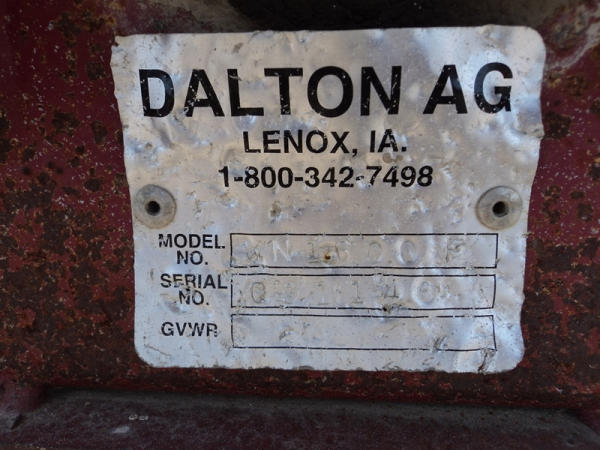 DALTON AG
LENOX, IA.
1-800-342-7498
MODEL NO.
SERIAL NO.
GVWR